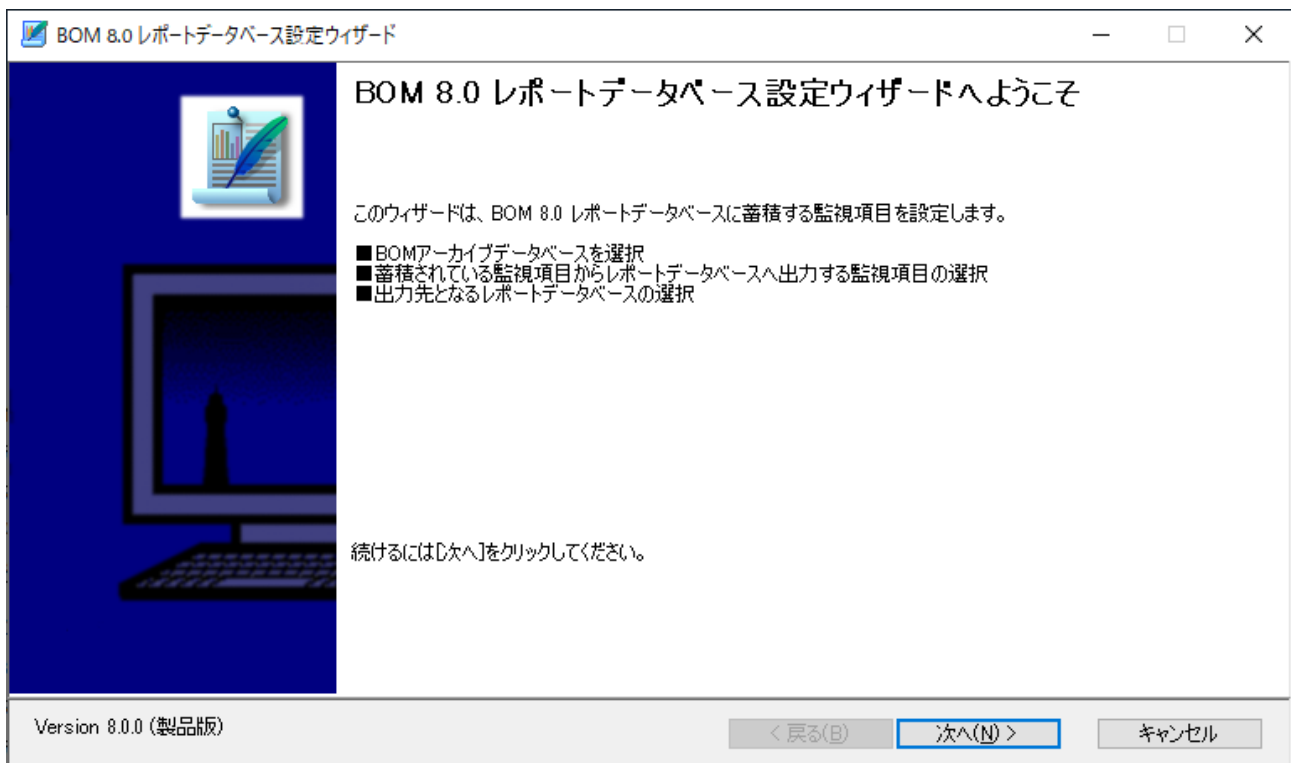 BOM 8.0 レポートデータベース設定ウィザード
BOM 8.0 レポートデータベース設定ウィザードへようこそ
このウィザードは、BOM 8.0 レポートデータベースに蓄積する監視項目を設定します。
■BOMアーカイブデータベースを選択
■蓄積されている監視項目からレポートデータベースへ出力する監視項目の選択
■出力先となるレポートデータベースの選択
続けるには[次へ]をクリックしてください。
Version 8.0.0 (製品版)
< 戻る(B)
次へ(N) >
キャンセル